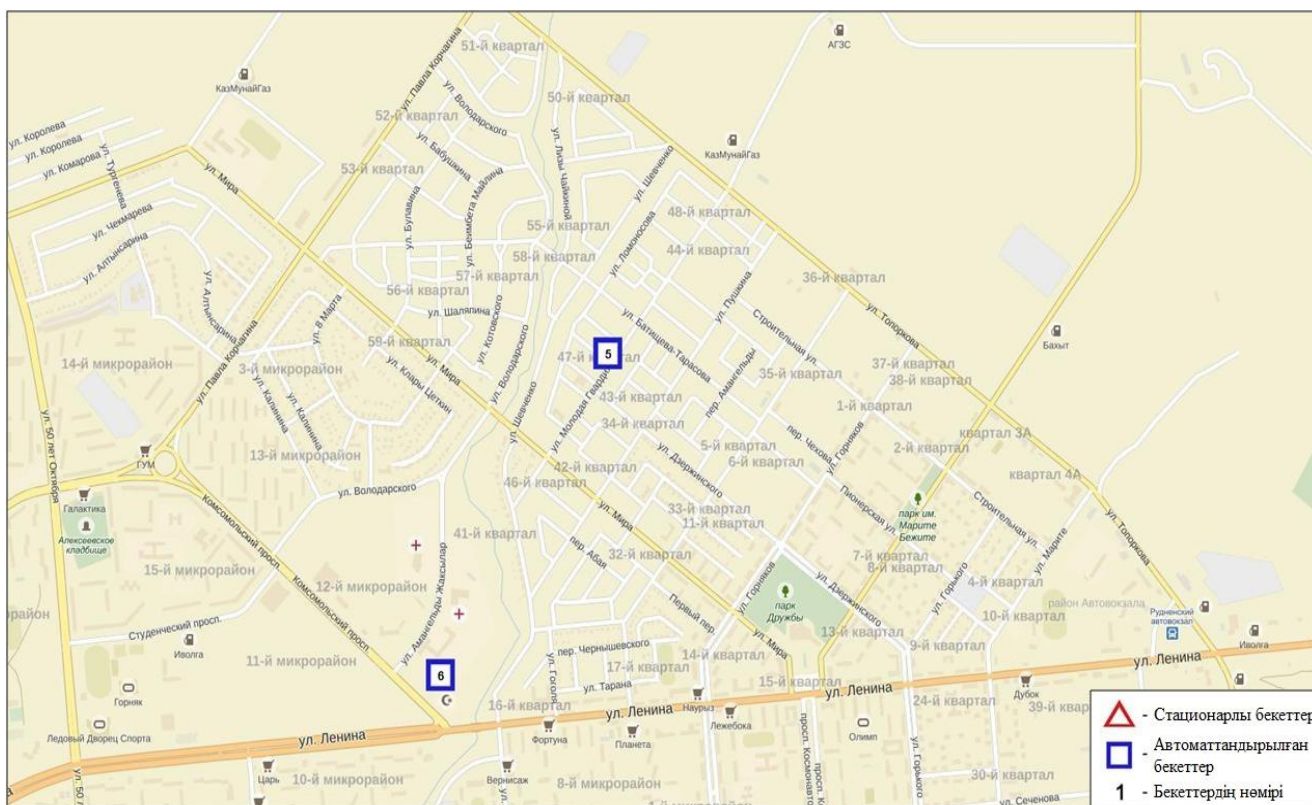 51-й квартал
АГЗС
КазМунайГаз
ул. Павла Корчагина
50-й квартал
52-й квартал
ул. Володарского
ул. Королева
ул. Королева
ул. Комарова
ул. Тургенева
ул. Бабушкина
ул. Лизы Чайкиной
КазМунайГаз
53-й квартал
ул. Мира
ул. Булавина
ул. Беимбета Майлина
ул. Шевченко
48-й квартал
ул. Чекмарева
55-й квартал
ул. Ломоносова
44-й квартал
ул. Алтынсарина
58-й квартал
36-й квартал
57-й квартал
ул. Алтынсарина
56-й квартал
ул. Пушкина
ул. 8 Марта
ул. Шаляпина
ул. Котовского
ул. Батищева-Тарасова
Строительная ул.
ул. Топоркова
Бахыт
59-й квартал
ул. Павла Корчагина
5
47-й квартал
14-й микрорайон
3-й микрорайон
ул. Мира
ул. Володарского
37-й квартал
ул. Клары Цеткин
35-й квартал
38-й квартал
пер. Амангельды
43-й квартал
ул. Калинина
ул. Калинина
ул. Шевченко
ул. Молодая Гвардия
1-й квартал
34-й квартал
ул. 50 лет Октября
5-й квартал
пер. Чехова
ул. Горняков
2-й квартал
квартал 3А
ГУМ
13-й микрорайон
42-й квартал
ул. Дзержинского
6-й квартал
46-й квартал
квартал 4А
ул. Володарского
Галактика
Пионерская ул.
парк им.
Марите
Бежите
Строительная ул.
ул. Топоркова
33-й квартал
11-й квартал
ул. Мира
Алексеевское
кладбище
Комсомольский просп.
41-й квартал
пер. Абая
32-й квартал
7-й квартал
8-й квартал
ул. Марите
15-й микрорайон
12-й микрорайон
ул. Амангельды Жаксылар
ул. Горняков
парк
Дружбы
ул. Дзержинского
ул. Горького
4-й квартал
10-й квартал
район Автовокзала
Рудненский
автовокзал
Комсомольский просп.
Студенческий просп.
Первый пер.
ул. Мира
13-й квартал
Иволга
пер. Чернышевского
9-й квартал
Иволга
11-й микрорайон
14-й квартал
ул. Ленина
6
ул. Гоголя
17-й квартал
15-й квартал
ул. Тарана
Горняк
16-й квартал
ул. Ленина
Наурыз
ул. Ленина
24-й квартал
Дубок
39-й
Лежебока
Ледовый Дворец Спорта
ул. Ленина
Фортуна
Планета
Олимп
просп. Космонавтов
ул. Горького
Царь
10-й микрорайон
Вернисаж
8-й микрорайон
30-й квартал
ул. Сеченова
- Стационарлы бекеттер
- Автоматтандырылған
бекеттер
1 - Бекеттердің нөмірі